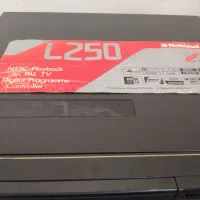 L250
National
NTSC Playback
on PAL TV
Digital Programme
Controller